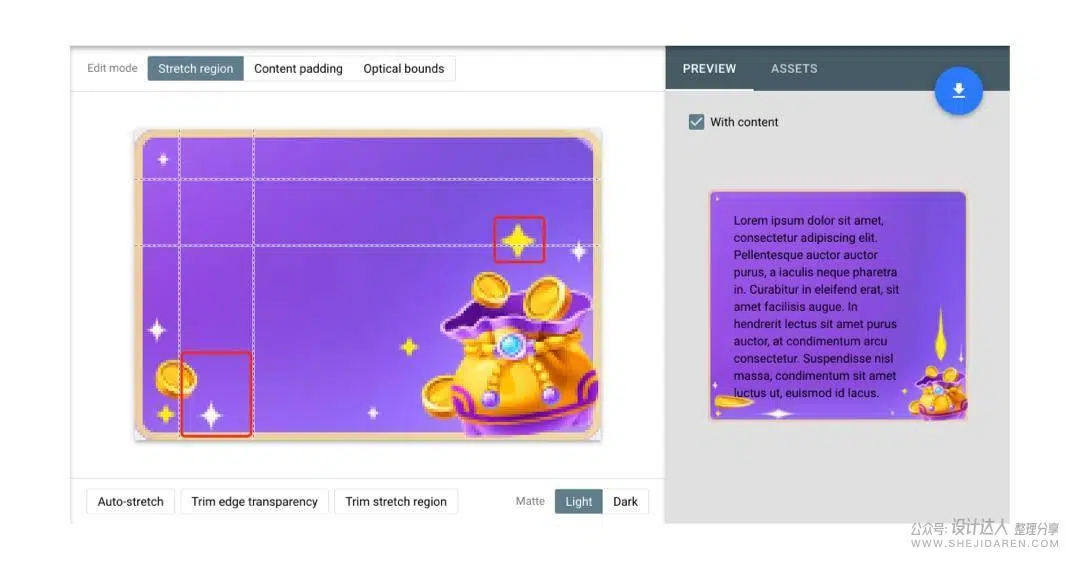 Edit mode Stretch region Content padding Optical bounds
PREVIEW ASSETS
With content
Lorem ipsum dolor sit amet,
consectetur adipiscing elit.
Pellentesque auctor auctor
purus, a iaculis neque pharetra
in. Curabitur in eleifend erat, sit
amet facilisis augue. In
hendrerit lectus sit amet purus
auctor, at condimentum arcu
consectetur. Suspendisse nisl
massa, condimentum sit amet
luctus ut, euismod id lacus.
Auto-stretch Trim edge transparency Trim stretch region Matte Light Dark
公众号: 设计达人 整理分享
WWW.SHEJIDAREN.COM